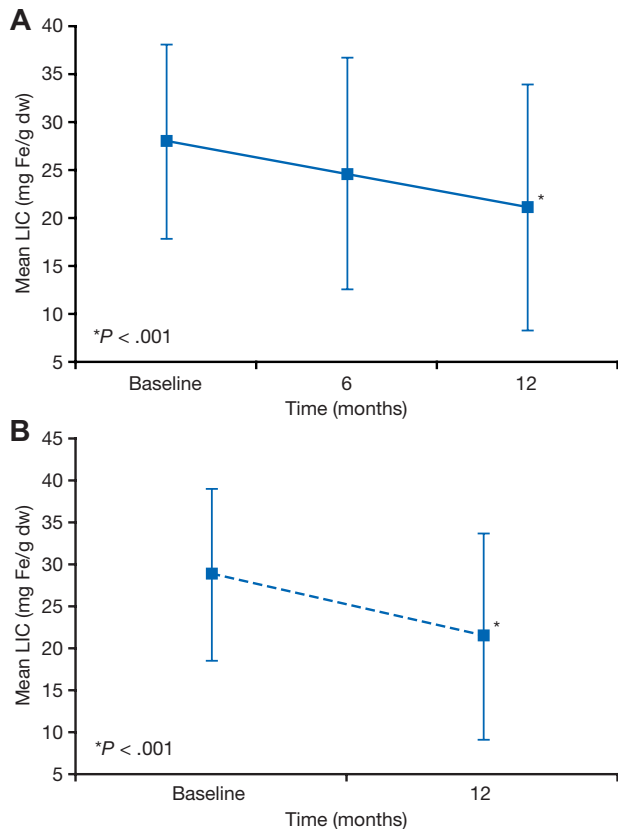 A
Mean LIC (mg Fe/g dw)
40
35
30
25
20
15
10
5
*
*P < .001
Baseline
6
12
Time (months)
B
Mean LIC (mg Fe/g dw)
45
40
35
30
25
20
15
10
5
*
*P < .001
Baseline
12
Time (months)